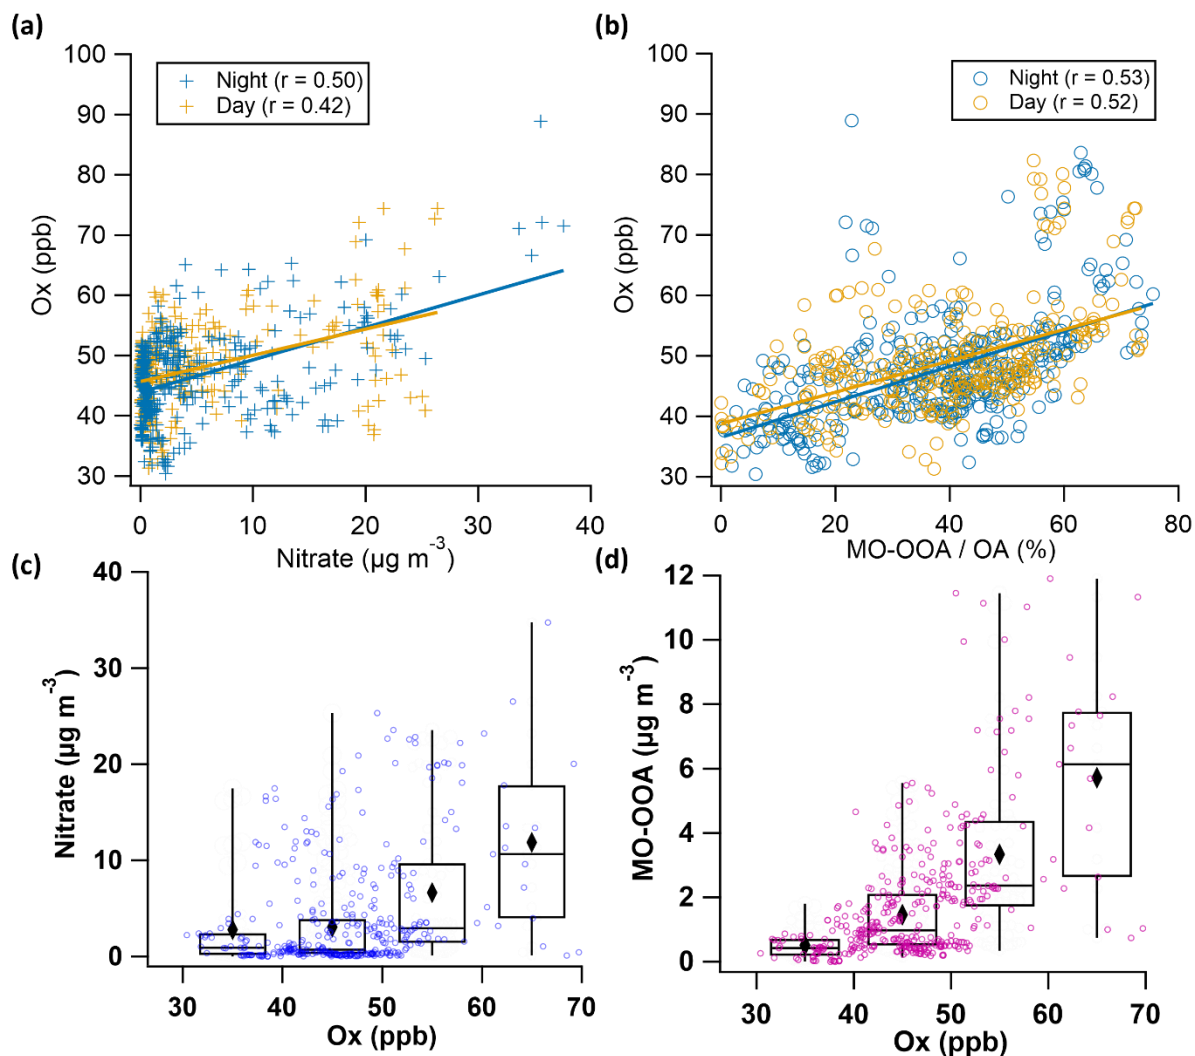 (a)
100
90
80
70
60
50
40
30
Ox (ppb)
Night (r = 0.50)
Day (r = 0.42)
0 10 20 30 40
Nitrate (µg m⁻³)
(b)
100
90
80
70
60
50
40
30
Ox (ppb)
Night (r = 0.53)
Day (r = 0.52)
0 20 40 60 80
MO-OOA / OA (%)
(c)
40
30
20
10
0
Nitrate (µg m⁻³)
30 40 50 60 70
Ox (ppb)
(d)
12
10
8
6
4
2
0
MO-OOA (µg m⁻³)
30 40 50 60 70
Ox (ppb)